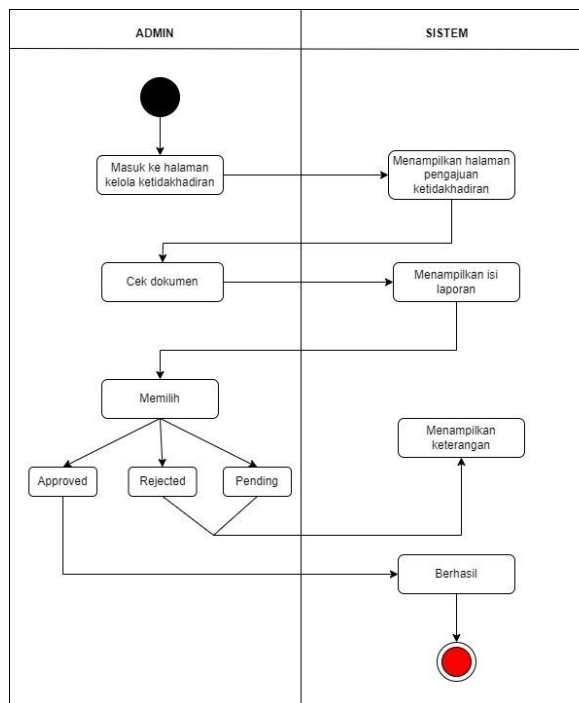 ADMIN
SISTEM
Masuk ke halaman
kelola ketidakhadiran
Menampilkan halaman
pengajuan
ketidakhadiran
Cek dokumen
Menampilkan isi
laporan
Memilih
Menampilkan
keterangan
Approved
Rejected
Pending
Berhasil